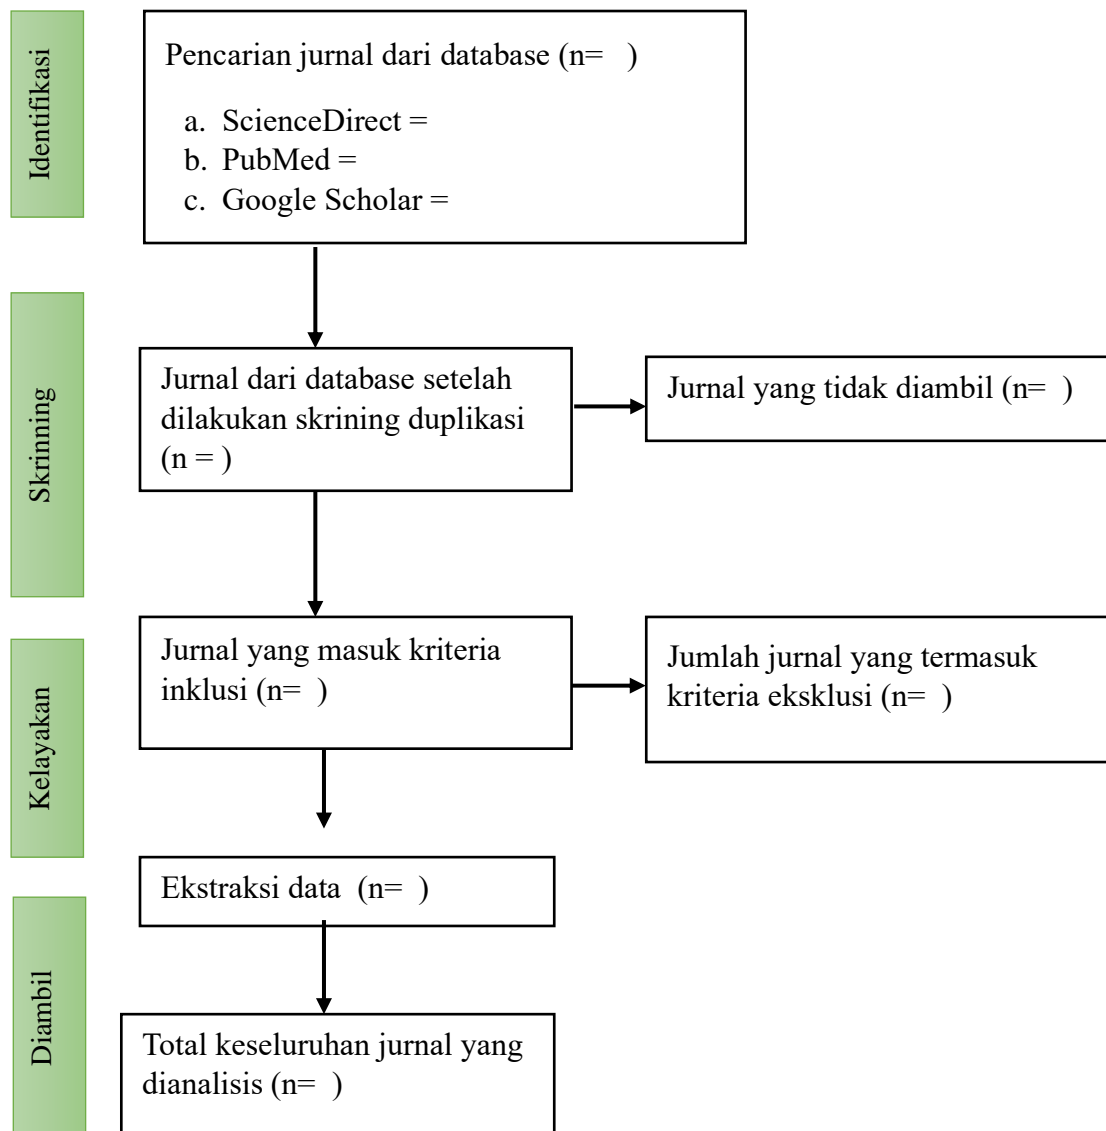 Identifikasi
Pencarian jurnal dari database (n=   )
a. ScienceDirect =
b. PubMed =
c. Google Scholar =
Skrinning
Jurnal dari database setelah
dilakukan skrining duplikasi
(n = )
Jurnal yang tidak diambil (n=  )
Kelayakan
Jurnal yang masuk kriteria
inklusi (n=  )
Jumlah jurnal yang termasuk
kriteria eksklusi (n=  )
Ekstraksi data  (n=  )
Diambil
Total keseluruhan jurnal yang
dianalisis (n=  )